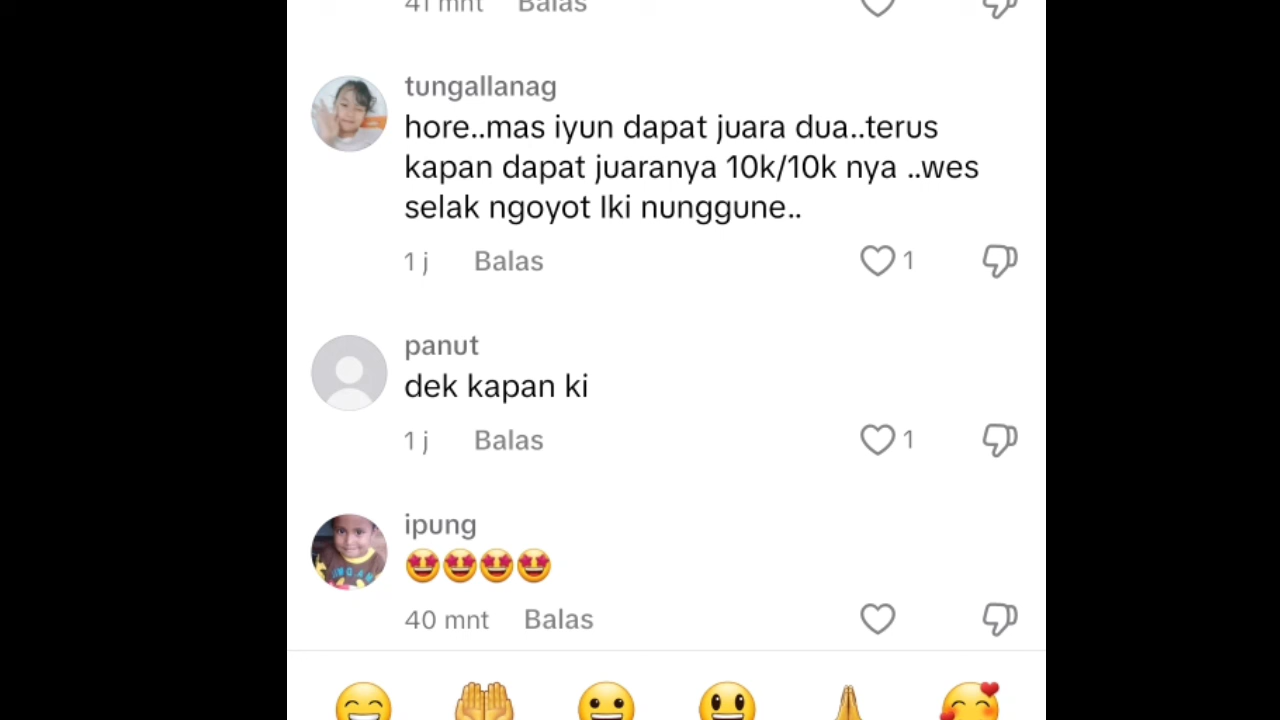 41 mnt Balas
tungallanag
hore..mas iyun dapat juara dua..terus
kapan dapat juaranya 10k/10k nya ..wes
selak ngoyot Iki nunggune..
1 j Balas 1
panut
dek kapan ki
1 j Balas 1
ipung
🤩🤩🤩🤩
40 mnt Balas